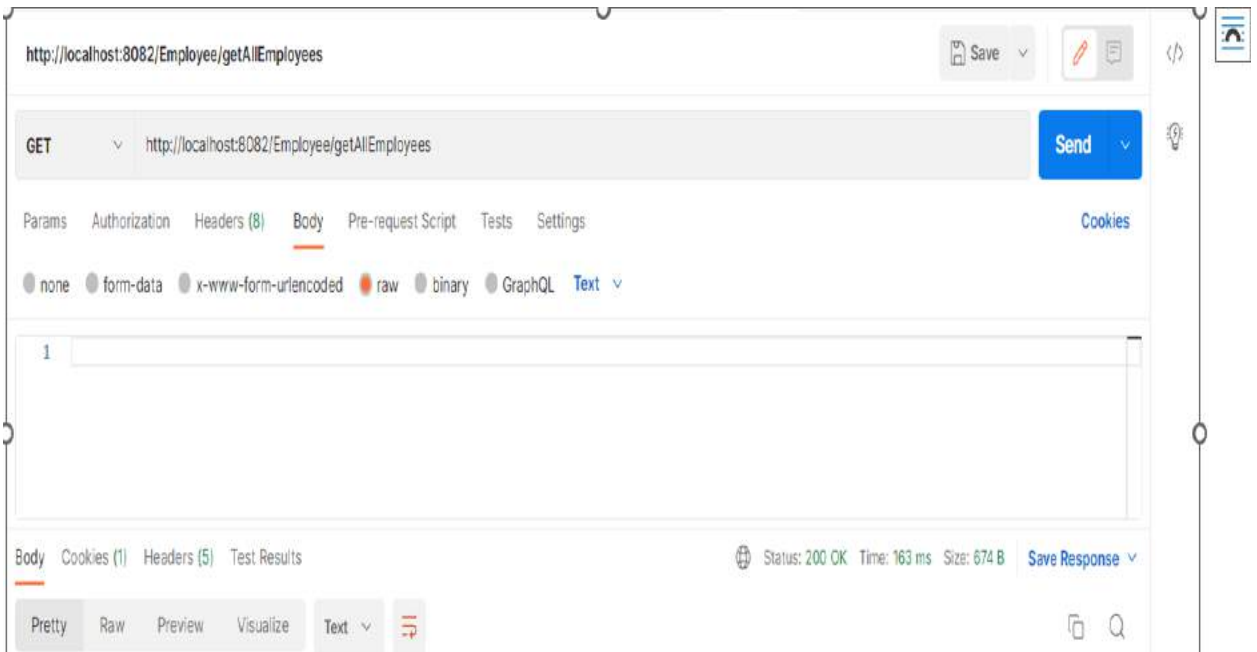 http://localhost:8082/Employee/getAllEmployees
Save
GET http://localhost:8082/Employee/getAllEmployees Send
Params Authorization Headers (8) Body Pre-request Script Tests Settings Cookies
none form-data x-www-form-urlencoded raw binary GraphQL Text
1
Body Cookies (1) Headers (5) Test Results Status: 200 OK Time: 163 ms Size: 674 B Save Response
Pretty Raw Preview Visualize Text